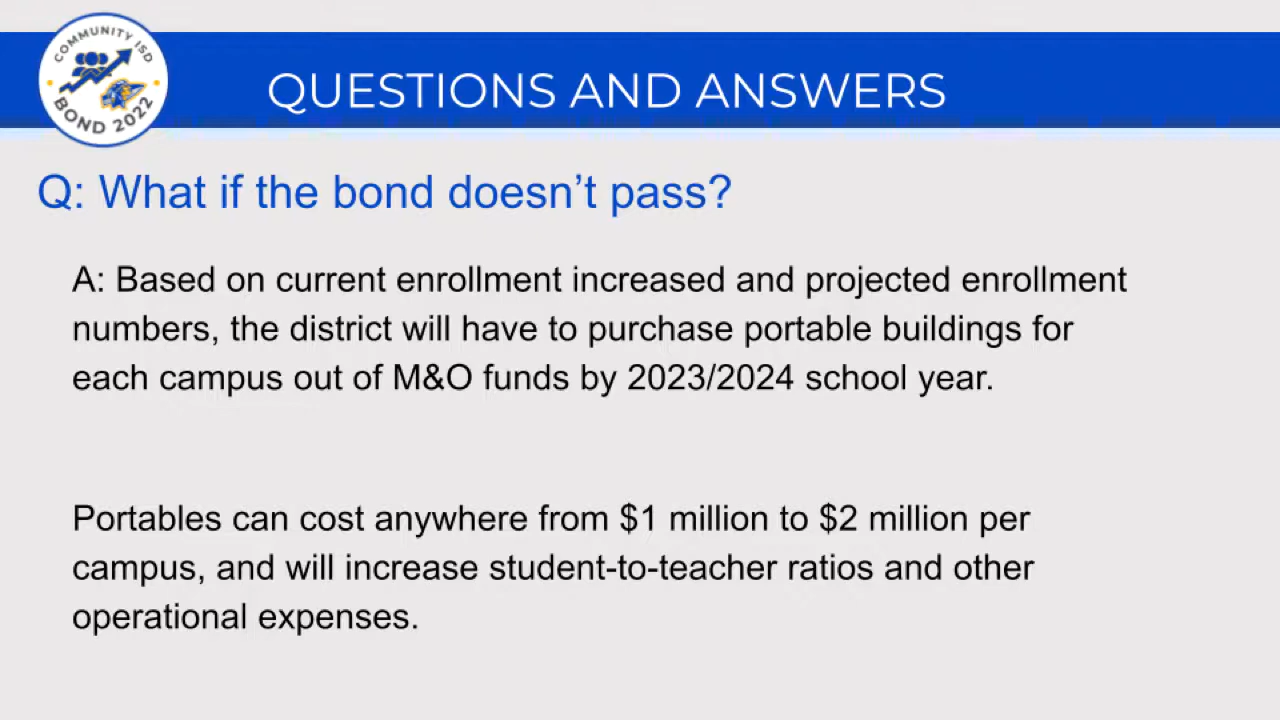 COMMUNITY ISD
BOND 2022
QUESTIONS AND ANSWERS
Q: What if the bond doesn’t pass?
A: Based on current enrollment increased and projected enrollment
numbers, the district will have to purchase portable buildings for
each campus out of M&O funds by 2023/2024 school year.
Portables can cost anywhere from $1 million to $2 million per
campus, and will increase student-to-teacher ratios and other
operational expenses.